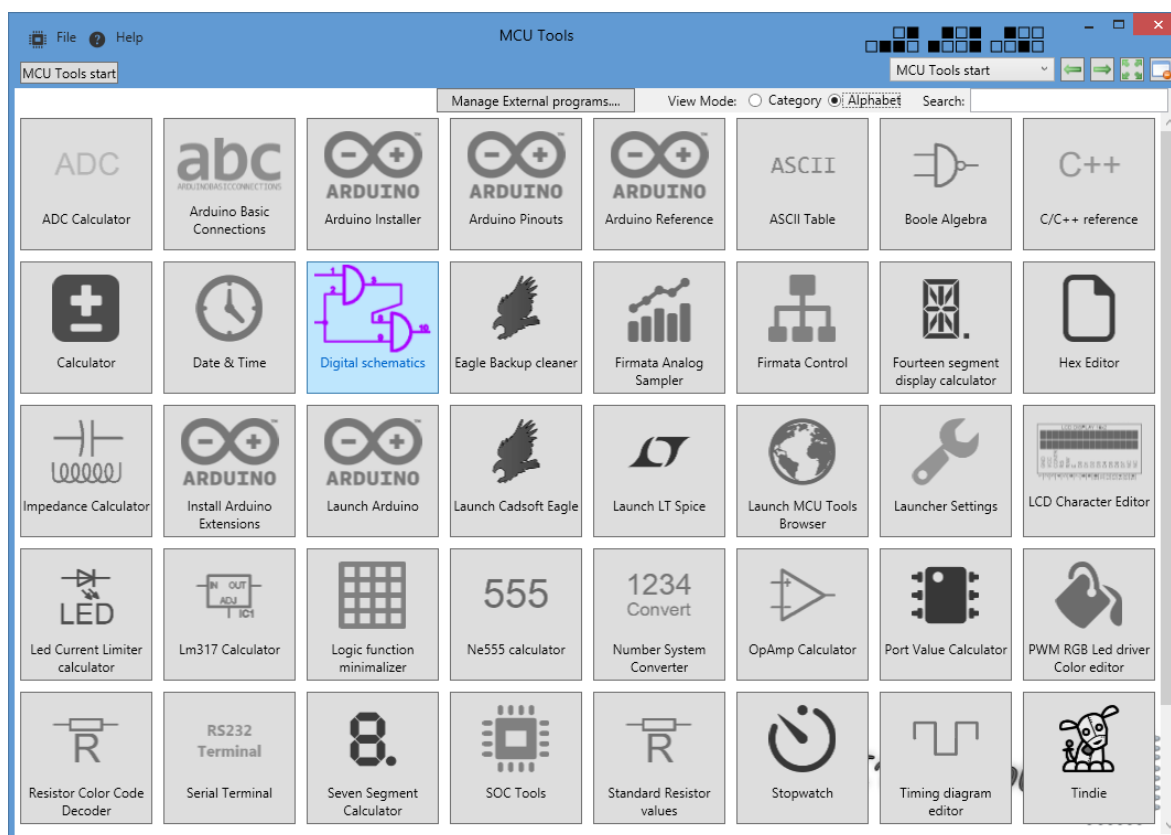 File Help
MCU Tools
MCU Tools start
MCU Tools start
Manage External programs....
View Mode: Category Alphabet
Search:
ADC
ADC Calculator
abc
ARDUINOBASICCONNECTIONS
Arduino Basic
Connections
ARDUINO
Arduino Installer
ARDUINO
Arduino Pinouts
ARDUINO
Arduino Reference
ASCII
ASCII Table
Boole Algebra
C++
C/C++ reference
Calculator
Date & Time
1
2
3
10
Digital schematics
Eagle Backup cleaner
Firmata Analog
Sampler
Firmata Control
Fourteen segment
display calculator
Hex Editor
Impedance Calculator
ARDUINO
Install Arduino
Extensions
ARDUINO
Launch Arduino
Launch Cadsoft Eagle
Launch LT Spice
Launch MCU Tools
Browser
Launcher Settings
LCD Character Editor
LED
Led Current Limiter
calculator
IN OUT
ADJ
IC1
Lm317 Calculator
Logic function
minimalizer
555
Ne555 calculator
1234
Convert
Number System
Converter
OpAmp Calculator
Port Value Calculator
PWM RGB Led driver
Color editor
R
Resistor Color Code
Decoder
RS232
Terminal
Serial Terminal
8.
Seven Segment
Calculator
SOC Tools
R
Standard Resistor
values
Stopwatch
Timing diagram
editor
Tindie